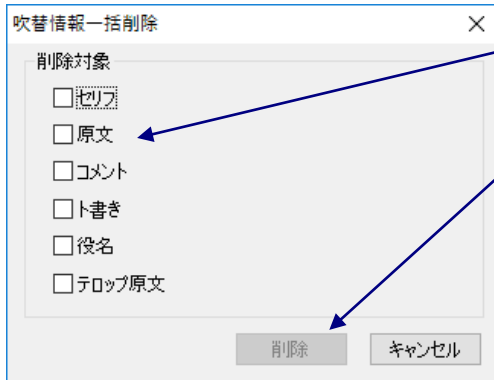 吹替情報一括削除
削除対象
セリフ
原文
コメント
ト書き
役名
テロップ原文
削除
キャンセル